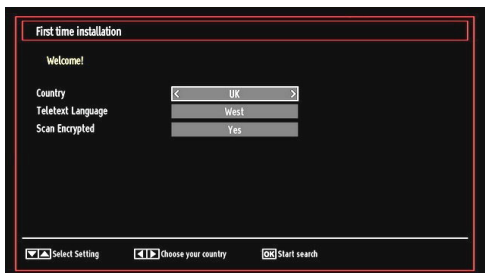 First time installation
Welcome!
Country < UK >
Teletext Language West
Scan Encrypted Yes
▼▲ Select Setting ◀▶ Choose your country OK Start search